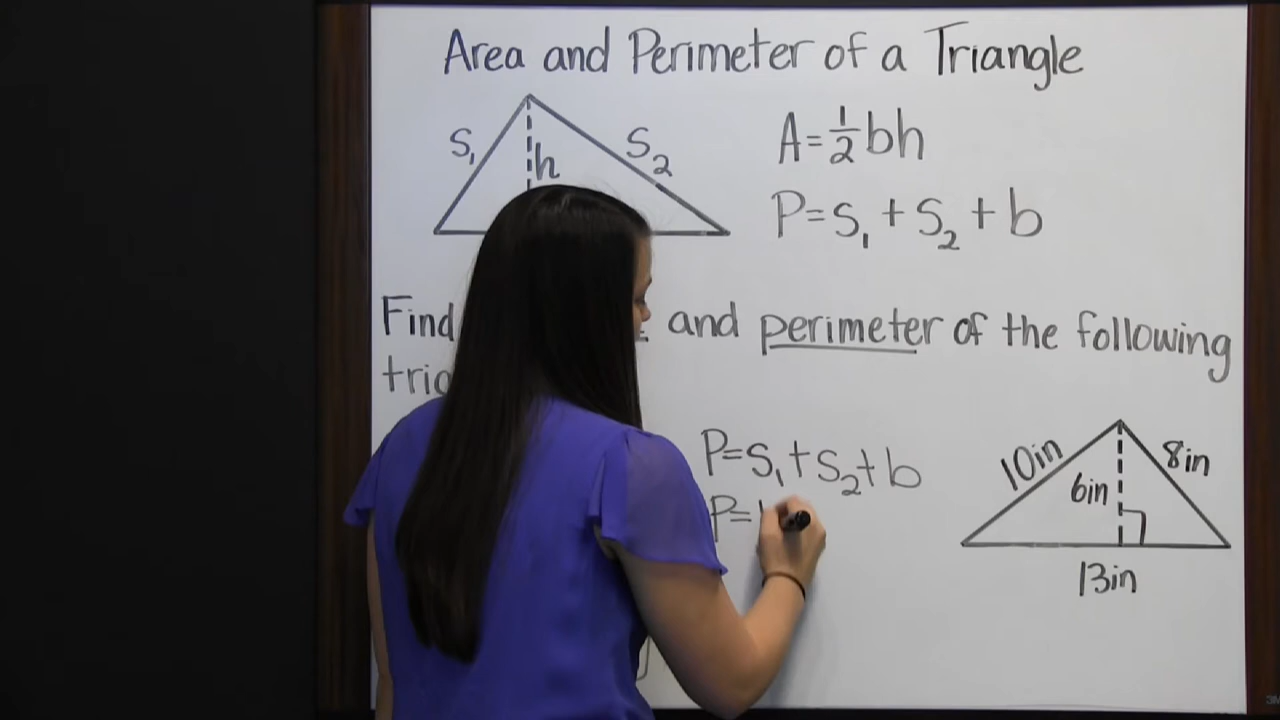 Area and Perimeter of a Triangle
S₁
h
S₂
A=½bh
P=S₁+S₂+b
Find and perimeter of the following
P=S₁+S₂+b
P=
10in
8in
6in
13in